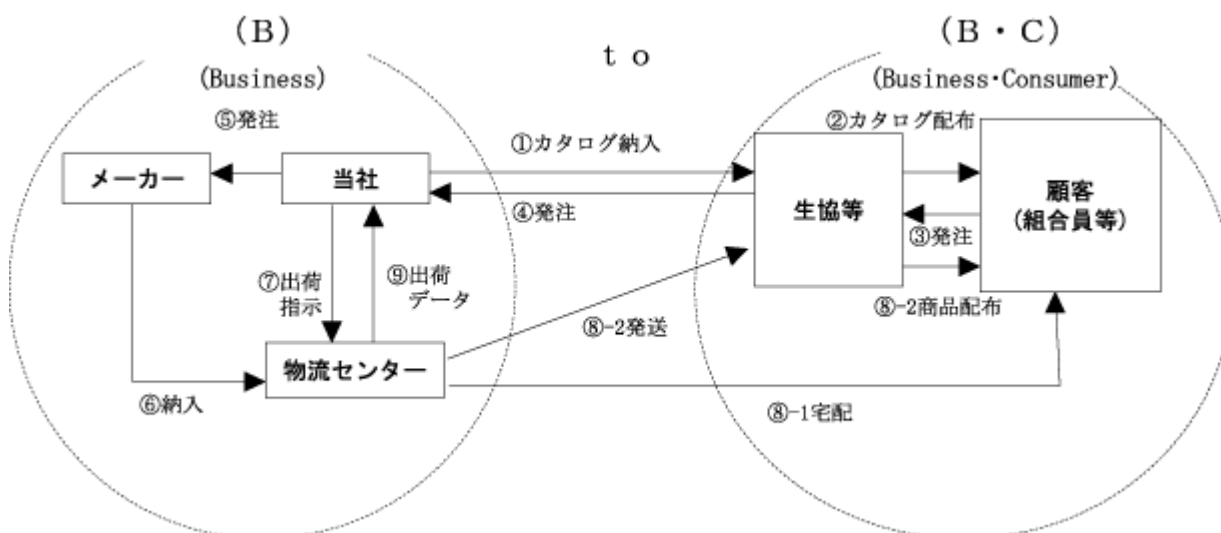 （B）
ｔｏ
（B・C）
(Business)
(Business・Consumer)
⑤発注
①カタログ納入
②カタログ配布
メーカー
当社
生協等
顧客
(組合員等)
④発注
③発注
⑦出荷
指示
⑨出荷
データ
⑧-2発送
⑧-2商品配布
物流センター
⑥納入
⑧-1宅配